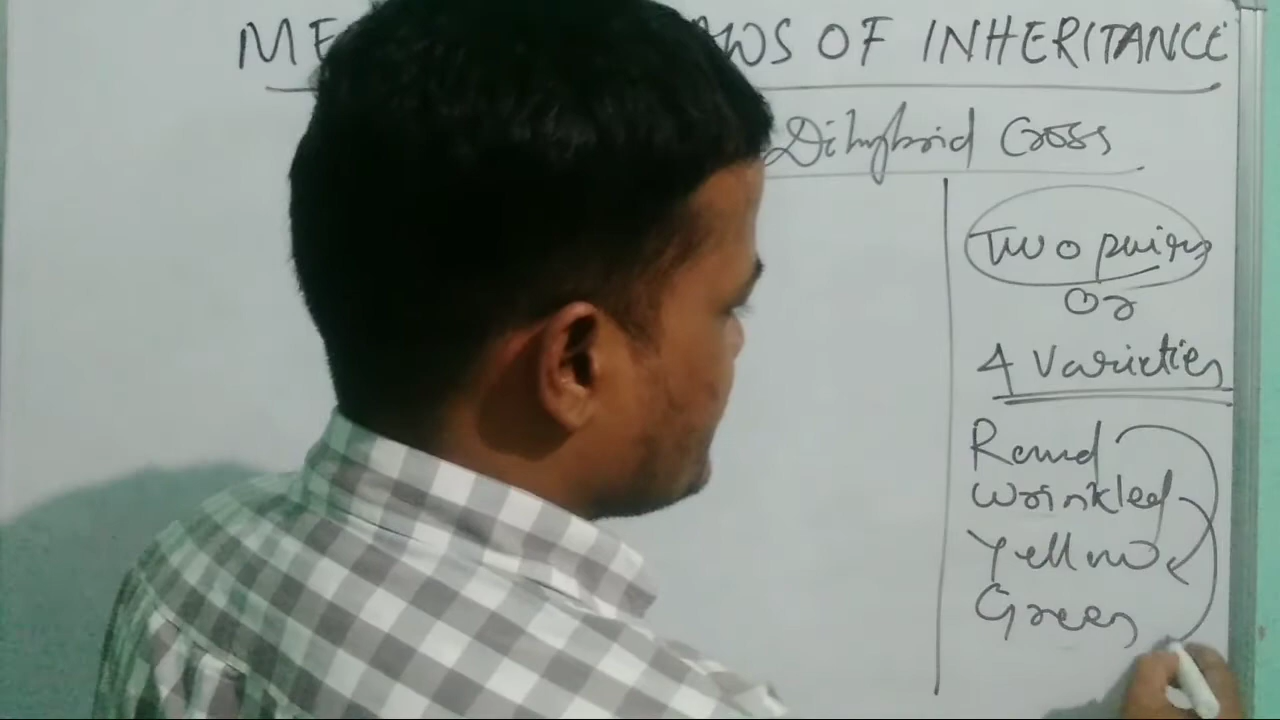 ME WS OF INHERITANCE
Dihybrid Cross
Two pairs
Or
4 Varieties
Round
Wrinkled
Yellow
Green